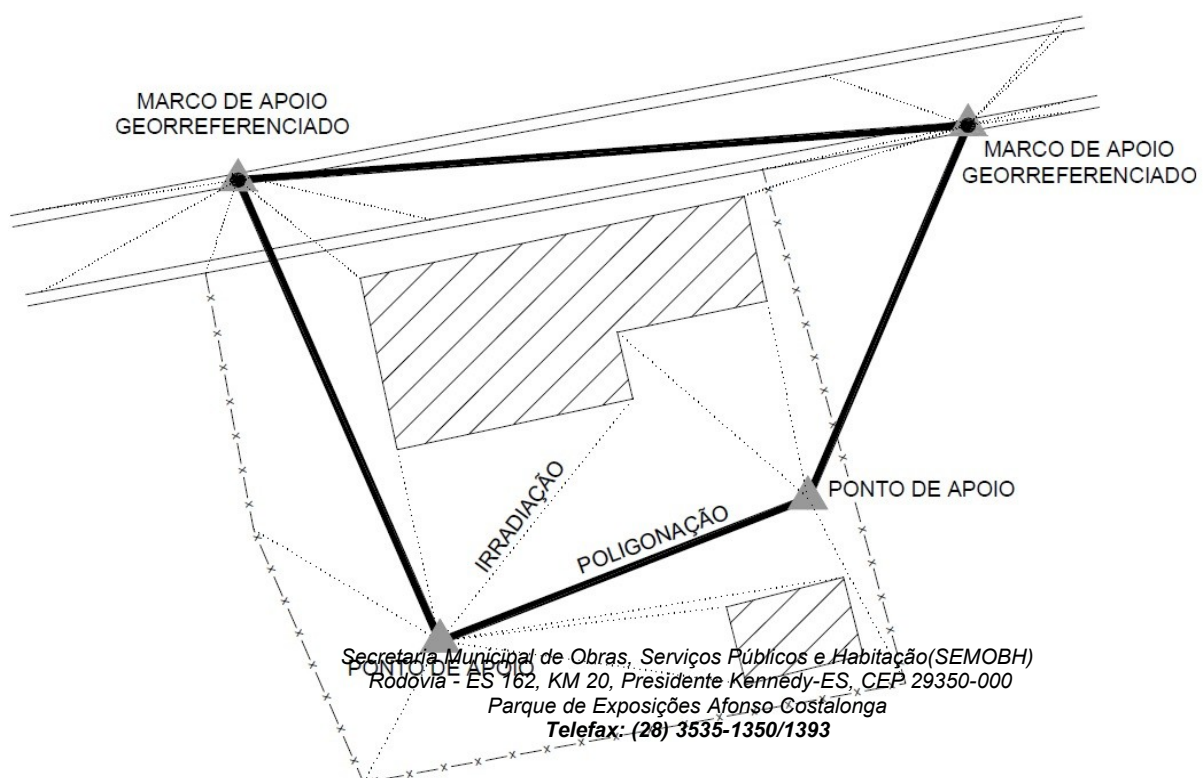 MARCO DE APOIO
GEORREFERENCIADO
MARCO DE APOIO
GEORREFERENCIADO
PONTO DE APOIO
IRRADIAÇÃO
POLIGONAÇÃO
PONTO DE APOIO
Secretaria Municipal de Obras, Serviços Públicos e Habitação(SEMOBH)
Rodovia - ES 162, KM 20, Presidente Kennedy-ES, CEP 29350-000
Parque de Exposições Afonso Costalonga
Telefax: (28) 3535-1350/1393